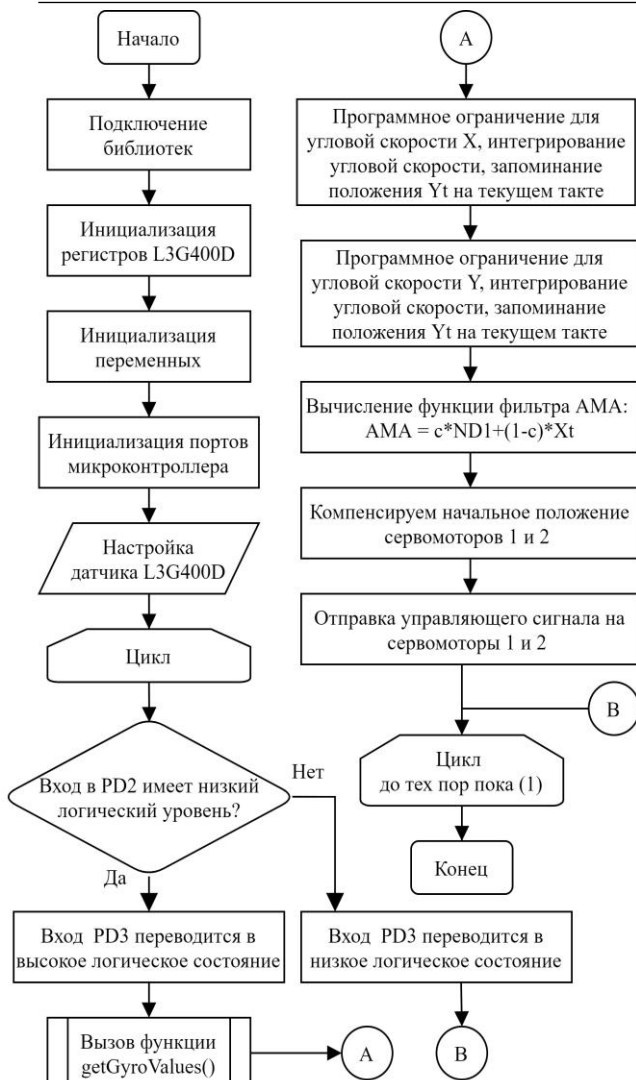 Начало
Подключение
библиотек
Инициализация
регистров L3G400D
Инициализация
переменных
Инициализация портов
микроконтроллера
Настройка
датчика L3G400D
Цикл
Вход в PD2 имеет низкий
логический уровень?
Нет
Да
Вход PD3 переводится в
высокое логическое состояние
Вход PD3 переводится в
низкое логическое состояние
Вызов функции
getGyroValues()
A
B
A
Программное ограничение для
угловой скорости X, интегрирование
угловой скорости, запоминание
положения Yt на текущем такте
Программное ограничение для
угловой скорости Y, интегрирование
угловой скорости, запоминание
положения Yt на текущем такте
Вычисление функции фильтра AMA:
AMA = c*ND1+(1-c)*Xt
Компенсируем начальное положение
сервомоторов 1 и 2
Отправка управляющего сигнала на
сервомоторы 1 и 2
B
Цикл
до тех пор пока (1)
Конец